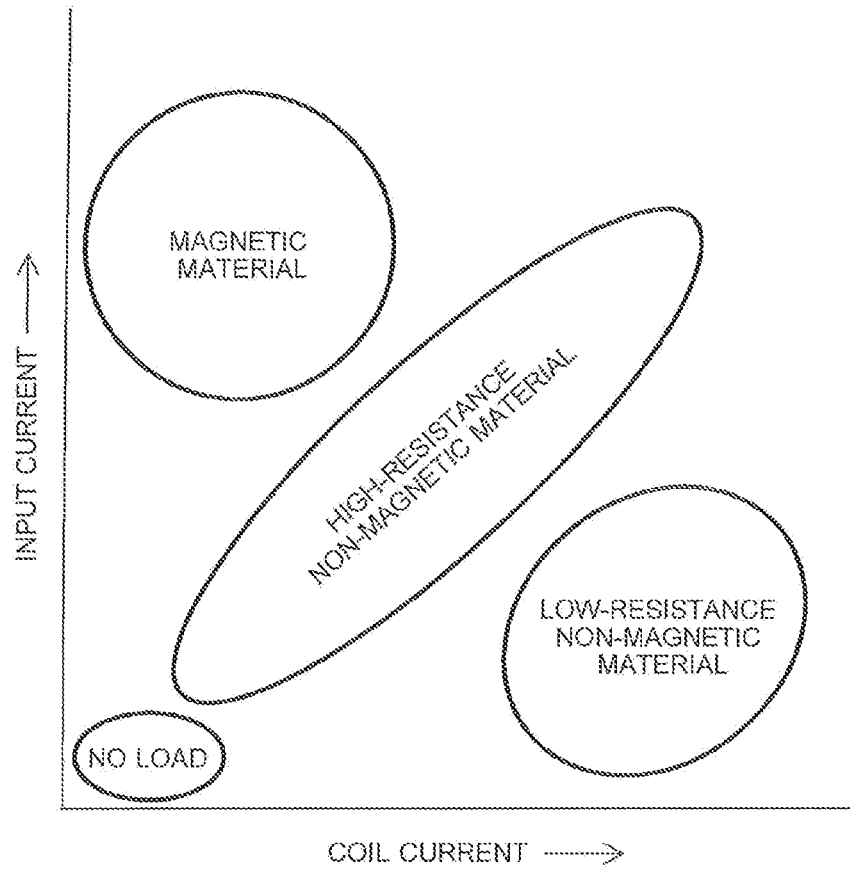 MAGNETIC
MATERIAL
HIGH-RESISTANCE
NON-MAGNETIC MATERIAL
LOW-RESISTANCE
NON-MAGNETIC
MATERIAL
NO LOAD
INPUT CURRENT
COIL CURRENT